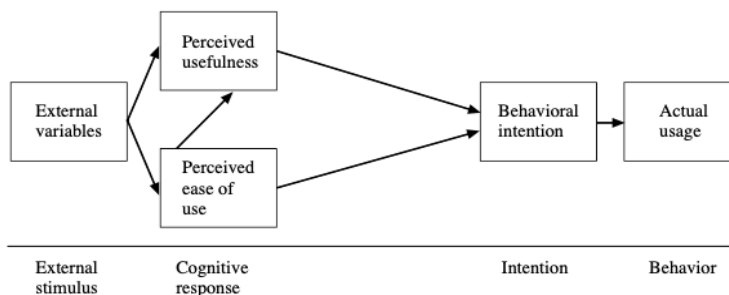 Perceived
usefulness
External
variables
Behavioral
intention
Actual
usage
Perceived
ease of
use
External
stimulus
Cognitive
response
Intention
Behavior